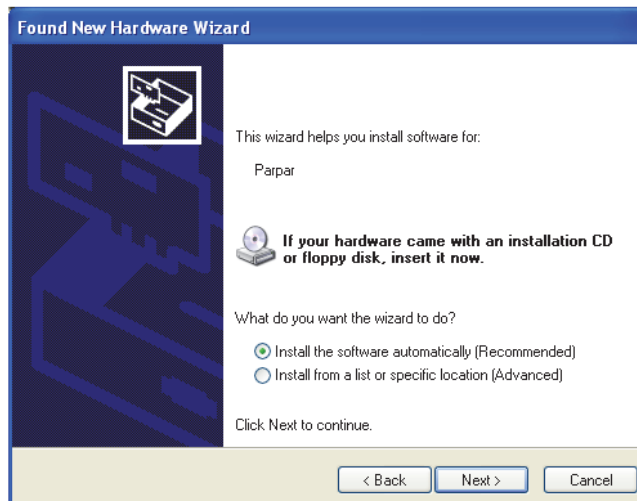 Found New Hardware Wizard
This wizard helps you install software for:
Parpar
If your hardware came with an installation CD
or floppy disk, insert it now.
What do you want the wizard to do?
Install the software automatically (Recommended)
Install from a list or specific location (Advanced)
Click Next to continue.
< Back Next > Cancel